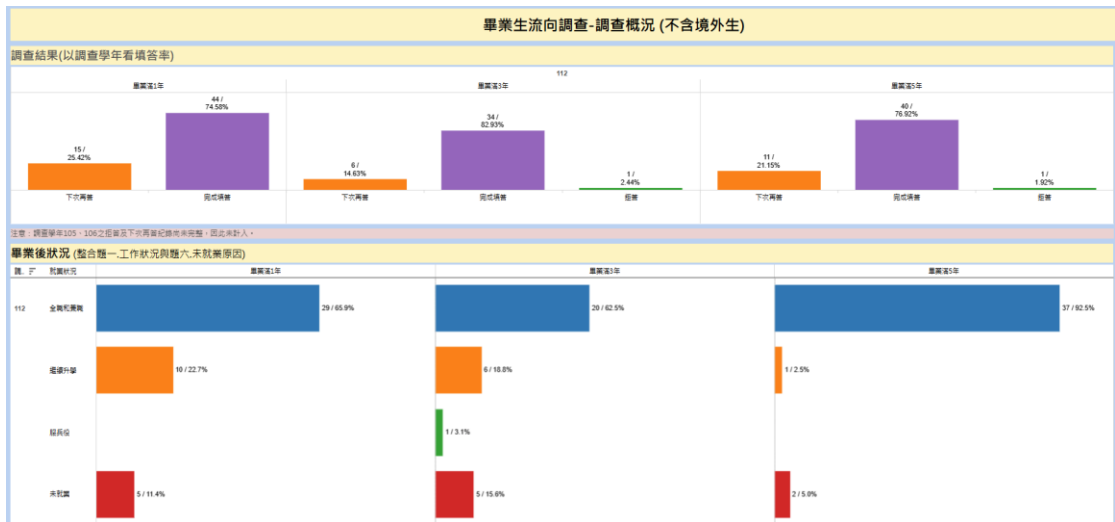 畢業生流向調查-調查概況 (不含境外生)
調查結果(以調查學年看填答率)
112
畢業滿1年 畢業滿3年 畢業滿5年
44 /
74.58%
34 /
82.93%
40 /
76.92%
15 /
25.42%
6 /
14.63%
1 /
2.44%
11 /
21.15%
1 /
1.92%
下次再答 完成填答 下次再答 完成填答 拒答 下次再答 完成填答 拒答
注意：調查學年105、106之拒答及下次再答紀錄尚未完整，因此未計入。
畢業後狀況 (整合題一.工作狀況與題六.未就業原因)
就業狀況 畢業滿1年 畢業滿3年 畢業滿5年
112 全職和兼職 29 / 65.9% 20 / 62.5% 37 / 92.5%
繼續升學 10 / 22.7% 6 / 18.8% 1 / 2.5%
服兵役 1 / 3.1%
未就業 5 / 11.4% 5 / 15.6% 2 / 5.0%